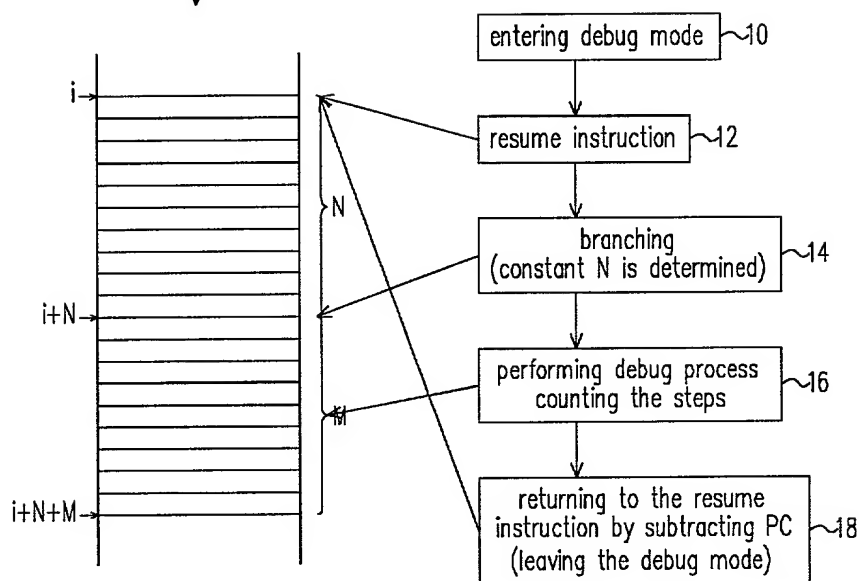 entering debug mode 10
i
resume instruction 12
N
branching
(constant N is determined) 14
i+N
performing debug process
counting the steps 16
M
returning to the resume
instruction by subtracting PC
(leaving the debug mode) 18
i+N+M